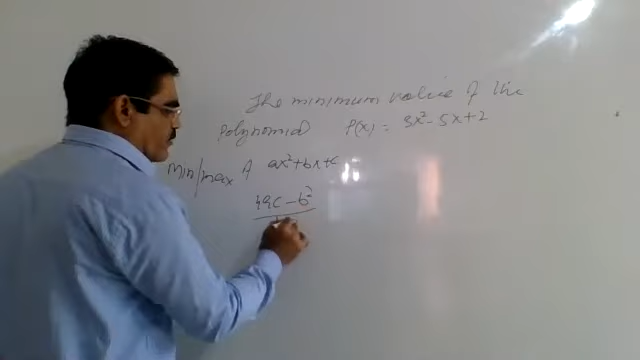 The minimum value of the
polynomial P(x) = 3x² - 5x + 2
Min/max of ax² + bx + c
4ac - b²